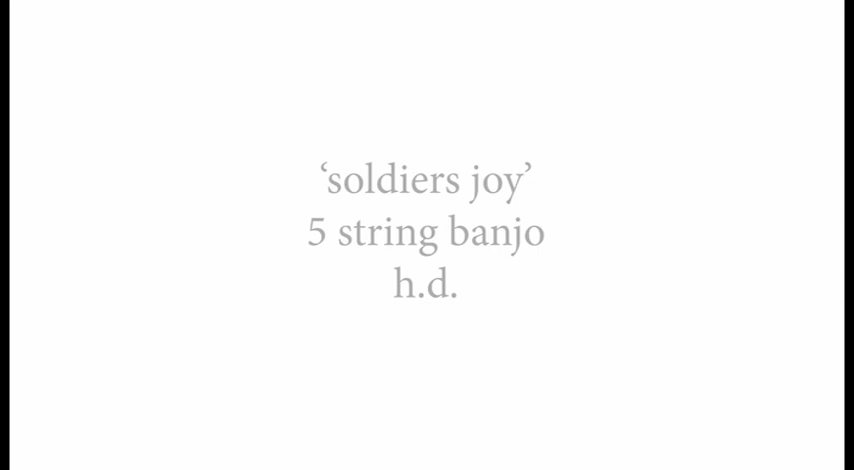 ‘soldiers joy’
5 string banjo
h.d.